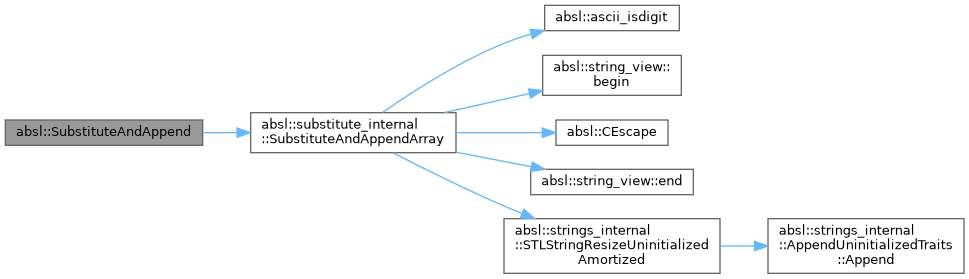 absl::SubstituteAndAppend
absl::substitute_internal
::SubstituteAndAppendArray
absl::ascii_isdigit
absl::string_view::
begin
absl::CEscape
absl::string_view::end
absl::strings_internal
::STLStringResizeUninitialized
Amortized
absl::strings_internal
::AppendUninitializedTraits
::Append